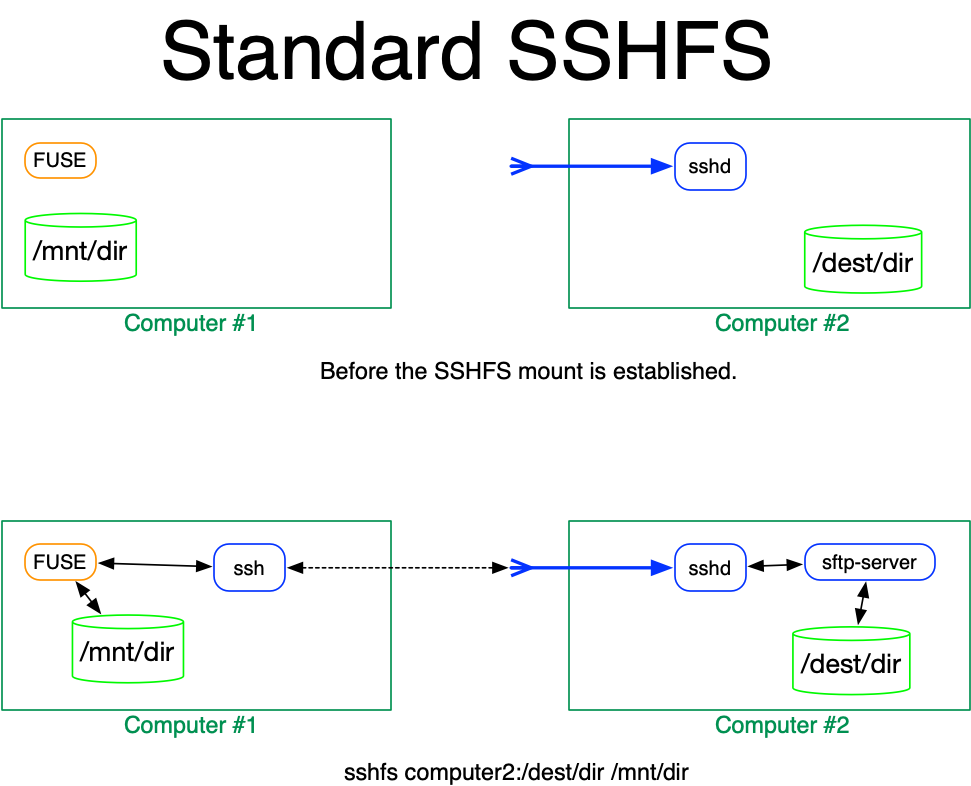 Standard SSHFS
FUSE
sshd
/mnt/dir
/dest/dir
Computer #1
Computer #2
Before the SSHFS mount is established.
FUSE
ssh
sshd
sftp-server
/mnt/dir
/dest/dir
Computer #1
Computer #2
sshfs computer2:/dest/dir /mnt/dir